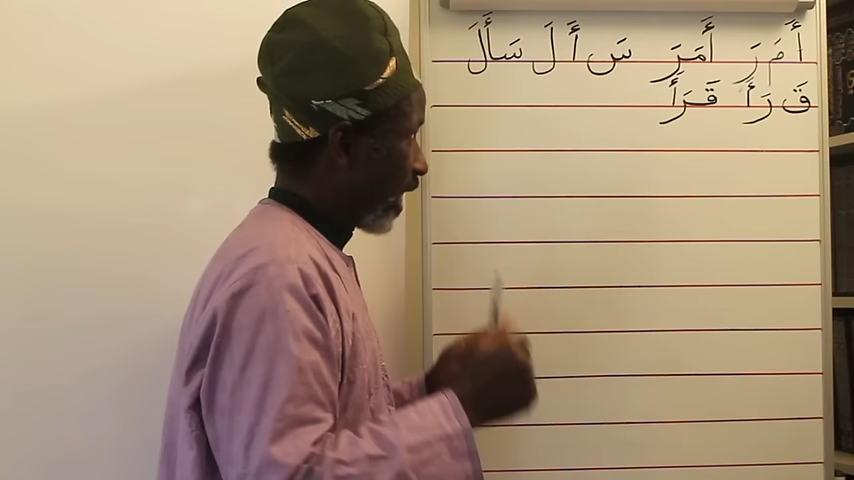 أَ مَ رَ أَمَرَ سَ أَ لَ سَأَلَ
قَ رَ أَ قَرَأَ